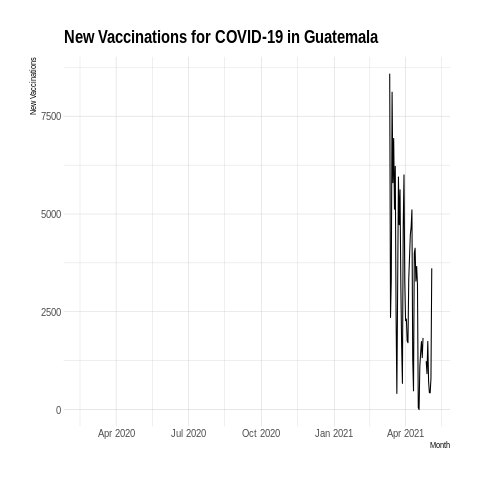 New Vaccinations for COVID-19 in Guatemala
New Vaccinations
7500
5000
2500
0
Apr 2020 Jul 2020 Oct 2020 Jan 2021 Apr 2021
Month